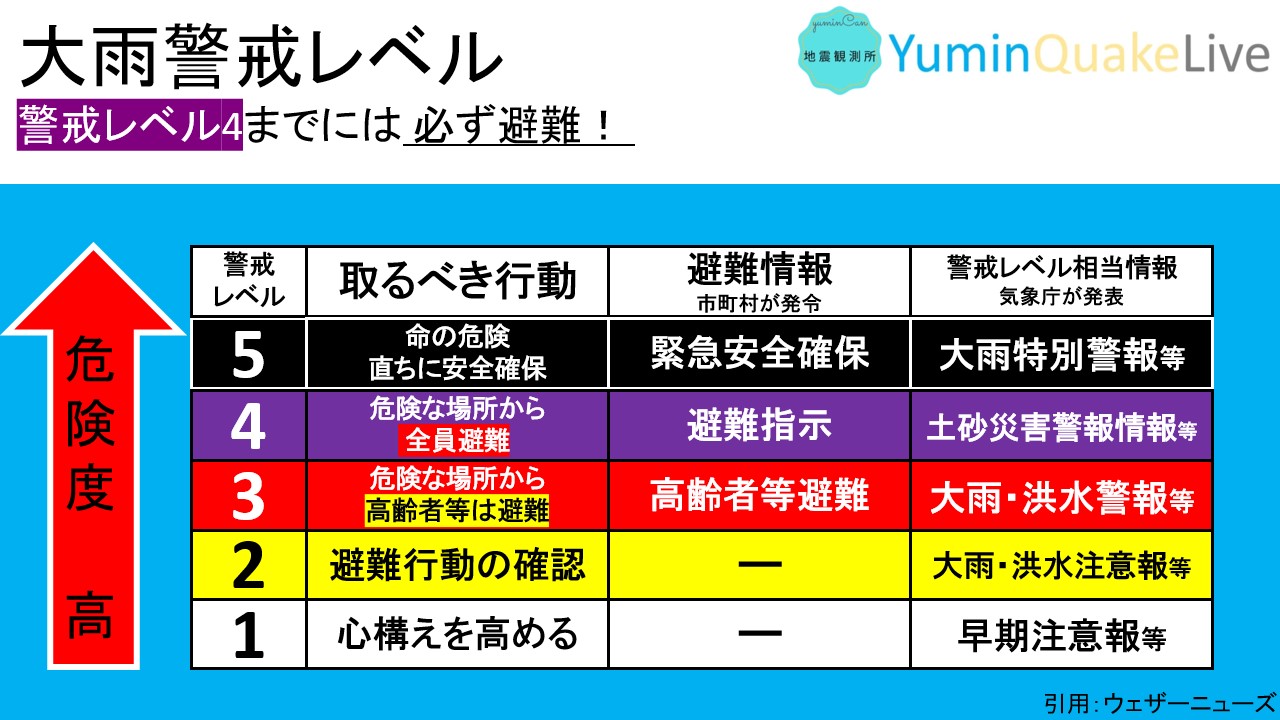 大雨警戒レベル
警戒レベル4までには 必ず避難！
yuminCan
地震観測所
YuminQuakeLive
危険度 高
警戒
レベル
取るべき行動
避難情報
市町村が発令
警戒レベル相当情報
気象庁が発表
5
命の危険
直ちに安全確保
緊急安全確保
大雨特別警報等
4
危険な場所から
全員避難
避難指示
土砂災害警報情報等
3
危険な場所から
高齢者等は避難
高齢者等避難
大雨・洪水警報等
2
避難行動の確認
ー
大雨・洪水注意報等
1
心構えを高める
ー
早期注意報等
引用：ウェザーニューズ